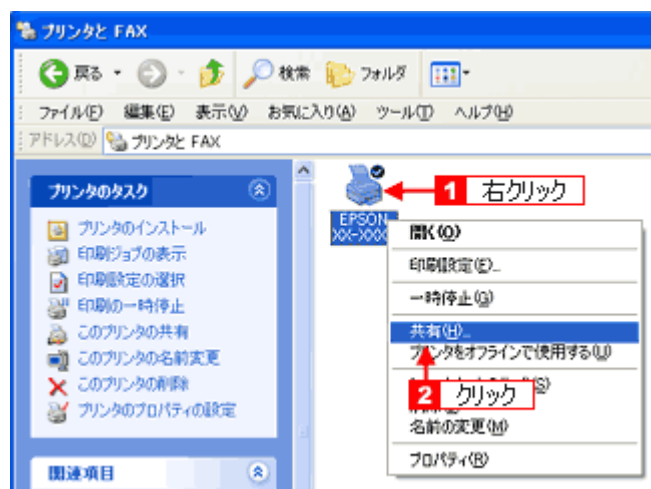 プリンタと FAX
戻る 検索 フォルダ
ファイル(F) 編集(E) 表示(V) お気に入り(A) ツール(T) ヘルプ(H)
アドレス(D) プリンタと FAX
プリンタのタスク
プリンタのインストール
印刷ジョブの表示
印刷設定の選択
印刷の一時停止
このプリンタの共有
このプリンタの名前変更
このプリンタの削除
プリンタのプロパティの設定
関連項目
1 右クリック
EPSON
XX-XXX
開く(O)
印刷設定(E)...
一時停止(G)
共有(H)...
プリンタをオフラインで使用する(U)
(S)
2 クリック
名前の変更(M)
プロパティ(R)